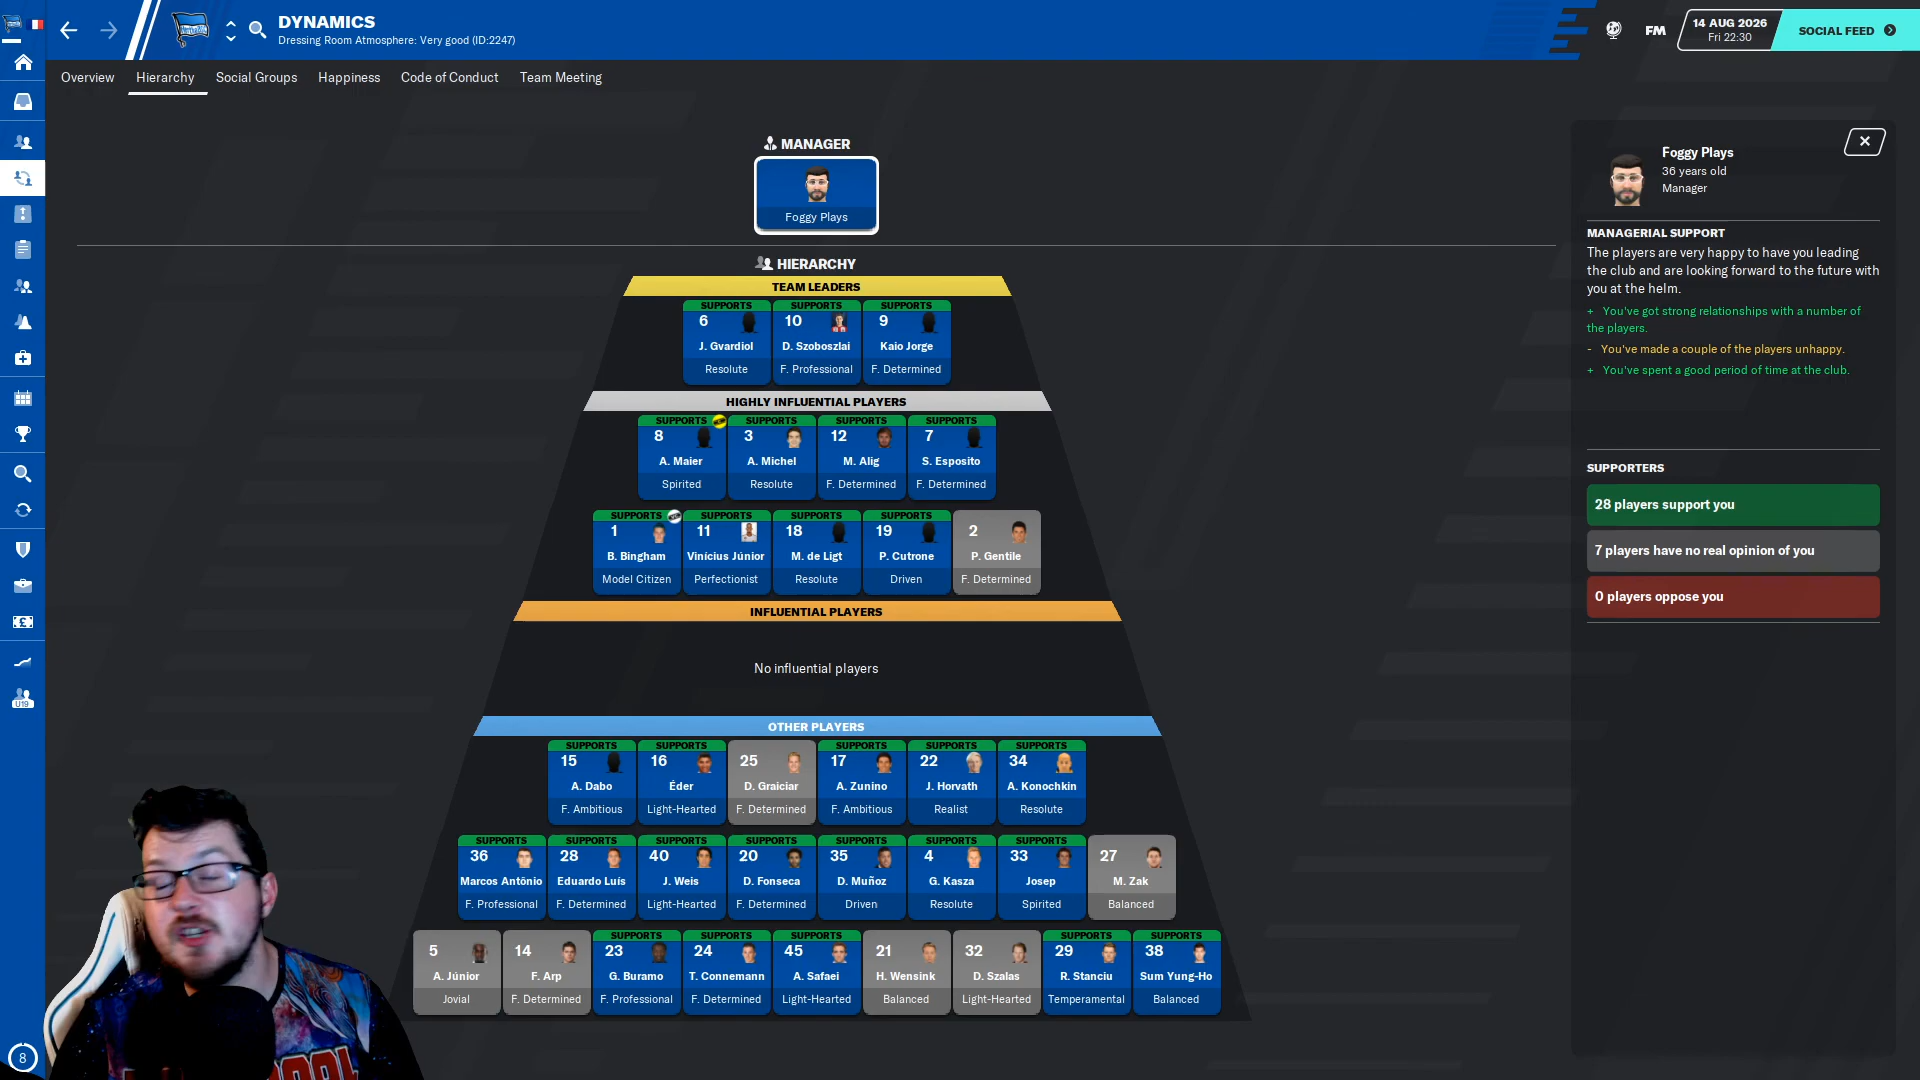 DYNAMICS
Dressing Room Atmosphere: Very good (ID:2247)
FM
14 AUG 2026
Fri 22:30
SOCIAL FEED
Overview
Hierarchy
Social Groups
Happiness
Code of Conduct
Team Meeting
MANAGER
Foggy Plays
HIERARCHY
TEAM LEADERS
SUPPORTS SUPPORTS SUPPORTS
6 10 9
J. Gvardiol D. Szoboszlai Kaio Jorge
Resolute F. Professional F. Determined
HIGHLY INFLUENTIAL PLAYERS
SUPPORTS SUPPORTS SUPPORTS SUPPORTS
8 3 12 7
A. Maier A. Michel M. Alig S. Esposito
Spirited Resolute F. Determined F. Determined
SUPPORTS SUPPORTS SUPPORTS SUPPORTS
1 11 18 19 2
B. Bingham Vinícius Júnior M. de Ligt P. Cutrone P. Gentile
Model Citizen Perfectionist Resolute Driven F. Determined
INFLUENTIAL PLAYERS
No influential players
OTHER PLAYERS
SUPPORTS SUPPORTS SUPPORTS SUPPORTS SUPPORTS
15 16 25 17 22 34
A. Dabo Éder D. Graiciar A. Zunino J. Horvath A. Konochkin
F. Ambitious Light-Hearted F. Determined F. Ambitious Realist Resolute
SUPPORTS SUPPORTS SUPPORTS SUPPORTS SUPPORTS SUPPORTS SUPPORTS
36 28 40 20 35 4 33 27
Marcos Antônio Eduardo Luís J. Weis D. Fonseca D. Muñoz G. Kasza Josep M. Zak
F. Professional F. Determined Light-Hearted F. Determined Driven Resolute Spirited Balanced
SUPPORTS SUPPORTS SUPPORTS SUPPORTS SUPPORTS
5 14 23 24 45 21 32 29 38
A. Júnior F. Arp G. Buramo T. Connemann A. Safaei H. Wensink D. Szalas R. Stanciu Sum Yung-Ho
Jovial F. Determined F. Professional F. Determined Light-Hearted Balanced Light-Hearted Temperamental Balanced
Foggy Plays
36 years old
Manager
MANAGERIAL SUPPORT
The players are very happy to have you leading
the club and are looking forward to the future with
you at the helm.
+ You've got strong relationships with a number of
the players.
- You've made a couple of the players unhappy.
+ You've spent a good period of time at the club.
SUPPORTERS
28 players support you
7 players have no real opinion of you
0 players oppose you
U19
8